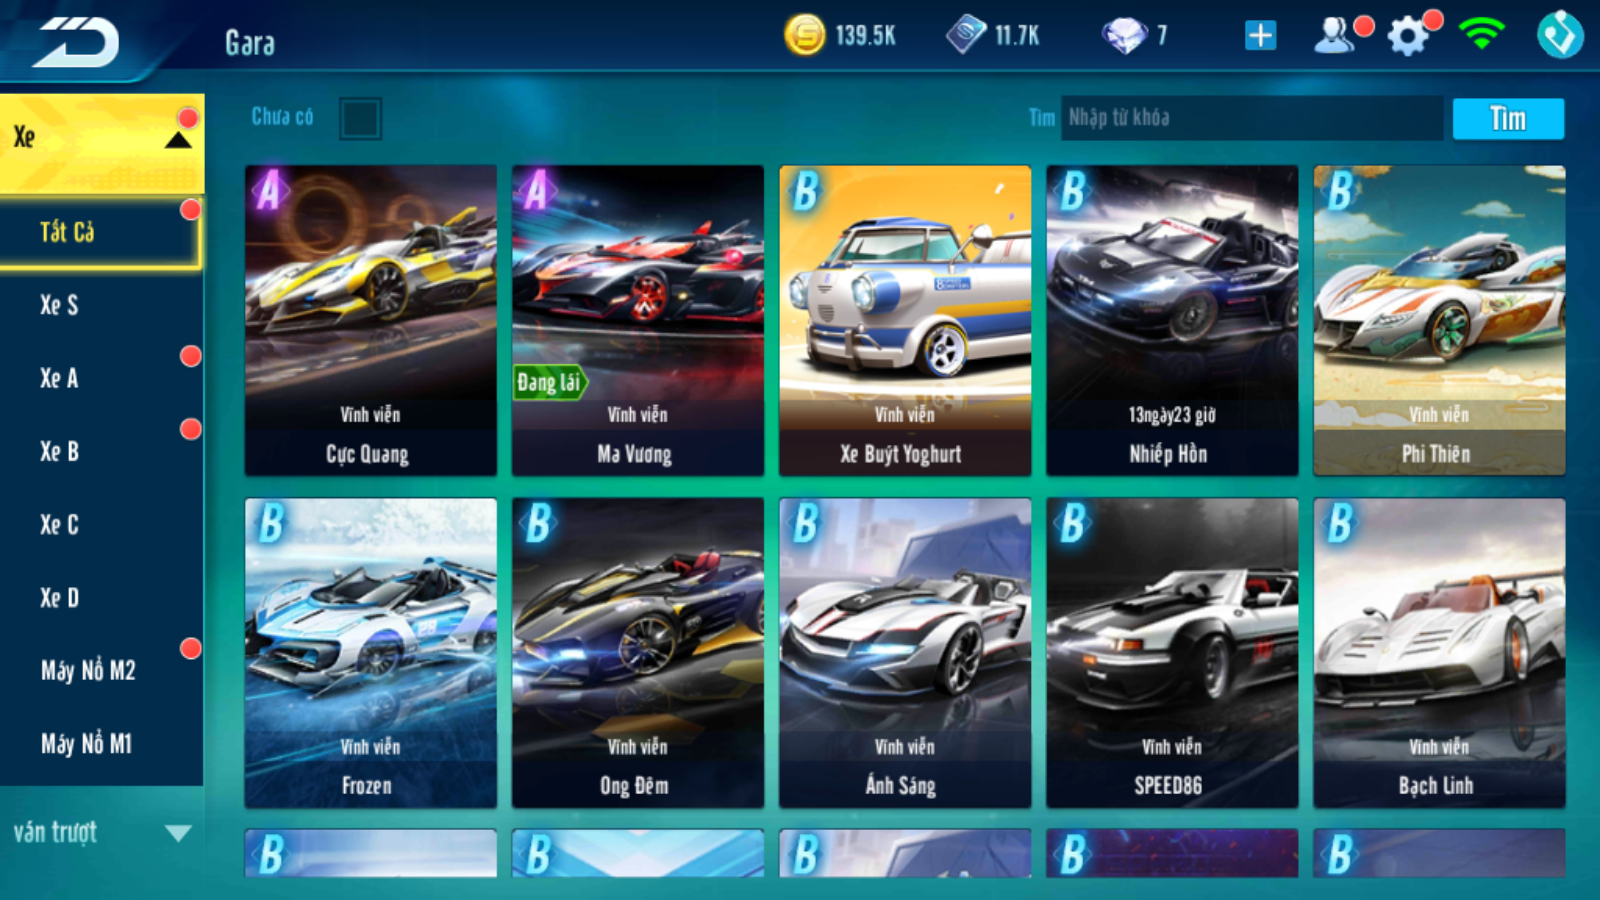 Gara
139.5K
11.7K
7
Xe
Chưa có
Tìm
Nhập từ khóa
Tìm
Tất Cả
Xe S
Xe A
Xe B
Xe C
Xe D
Máy Nổ M2
Máy Nổ M1
ván trượt
A
Vĩnh viễn
Cực Quang
A
Đang lái
Vĩnh viễn
Ma Vương
B
Vĩnh viễn
Xe Buýt Yoghurt
B
13ngày23 giờ
Nhiếp Hồn
B
Vĩnh viễn
Phi Thiên
B
28
Vĩnh viễn
Frozen
B
Vĩnh viễn
Ong Đêm
B
Vĩnh viễn
Ánh Sáng
B
Vĩnh viễn
SPEED86
B
Vĩnh viễn
Bạch Linh
B
B
B
B
B